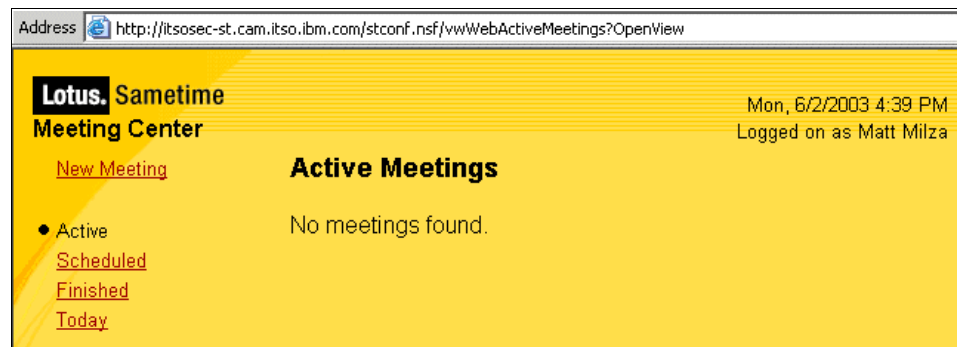 Address http://itsosec-st.cam.itso.ibm.com/stconf.nsf/vwWebActiveMeetings?OpenView
Lotus. Sametime
Meeting Center
Mon, 6/2/2003 4:39 PM
Logged on as Matt Milza
New Meeting
Active
Scheduled
Finished
Today
Active Meetings
No meetings found.